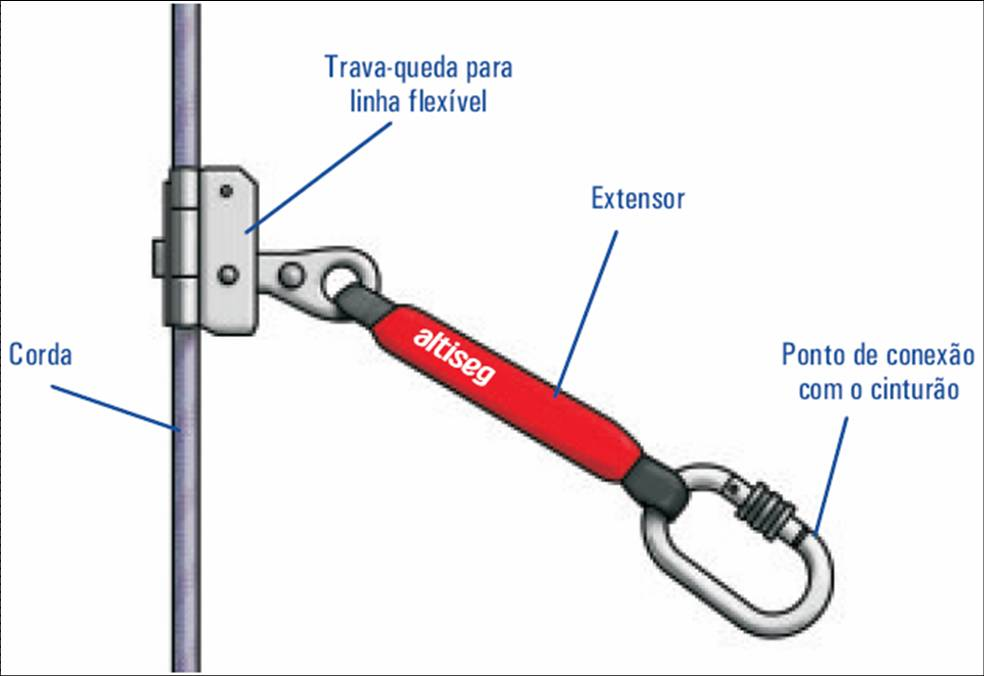 Trava-queda para
linha flexível
Extensor
altiseg
Corda
Ponto de conexão
com o cinturão